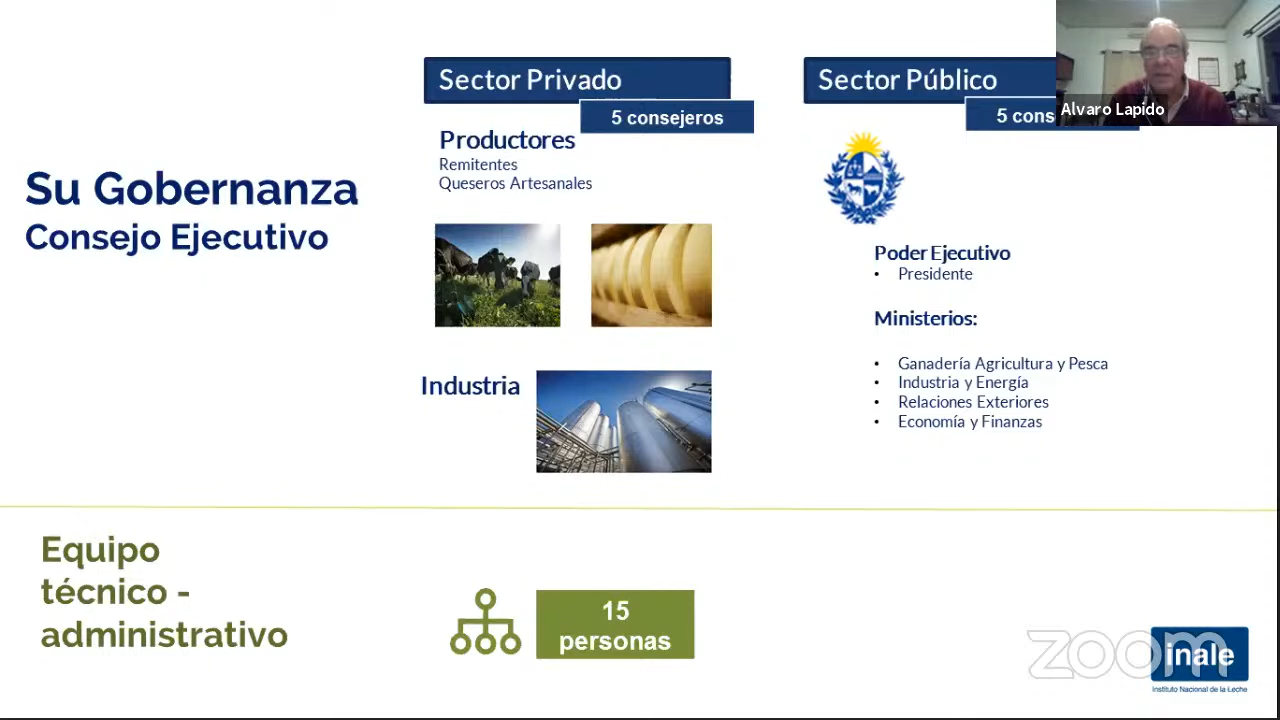 Su Gobernanza
Consejo Ejecutivo
Sector Privado
5 consejeros
Productores
Remitentes
Queseros Artesanales
Industria
Sector Público
5
Alvaro Lapido
Poder Ejecutivo
• Presidente
Ministerios:
• Ganadería Agricultura y Pesca
• Industria y Energía
• Relaciones Exteriores
• Economía y Finanzas
Equipo
técnico -
administrativo
15
personas
zoom
inale
Instituto Nacional de la Leche